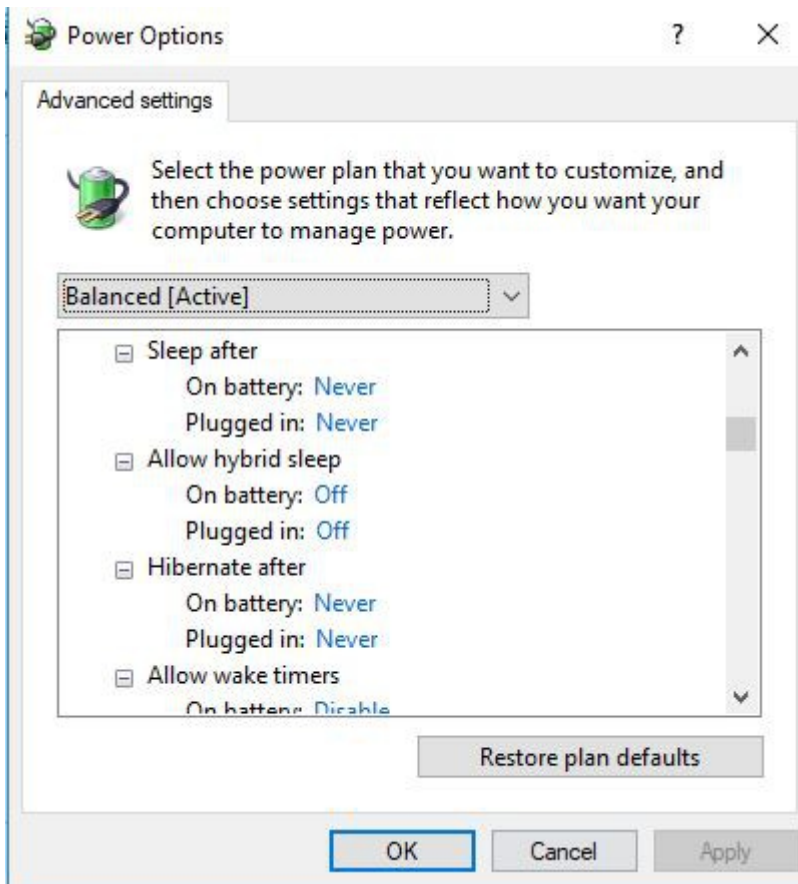 Power Options
?
Advanced settings
Select the power plan that you want to customize, and
then choose settings that reflect how you want your
computer to manage power.
Balanced [Active]
Sleep after
On battery: Never
Plugged in: Never
Allow hybrid sleep
On battery: Off
Plugged in: Off
Hibernate after
On battery: Never
Plugged in: Never
Allow wake timers
On battery: Disable
Restore plan defaults
OK Cancel Apply